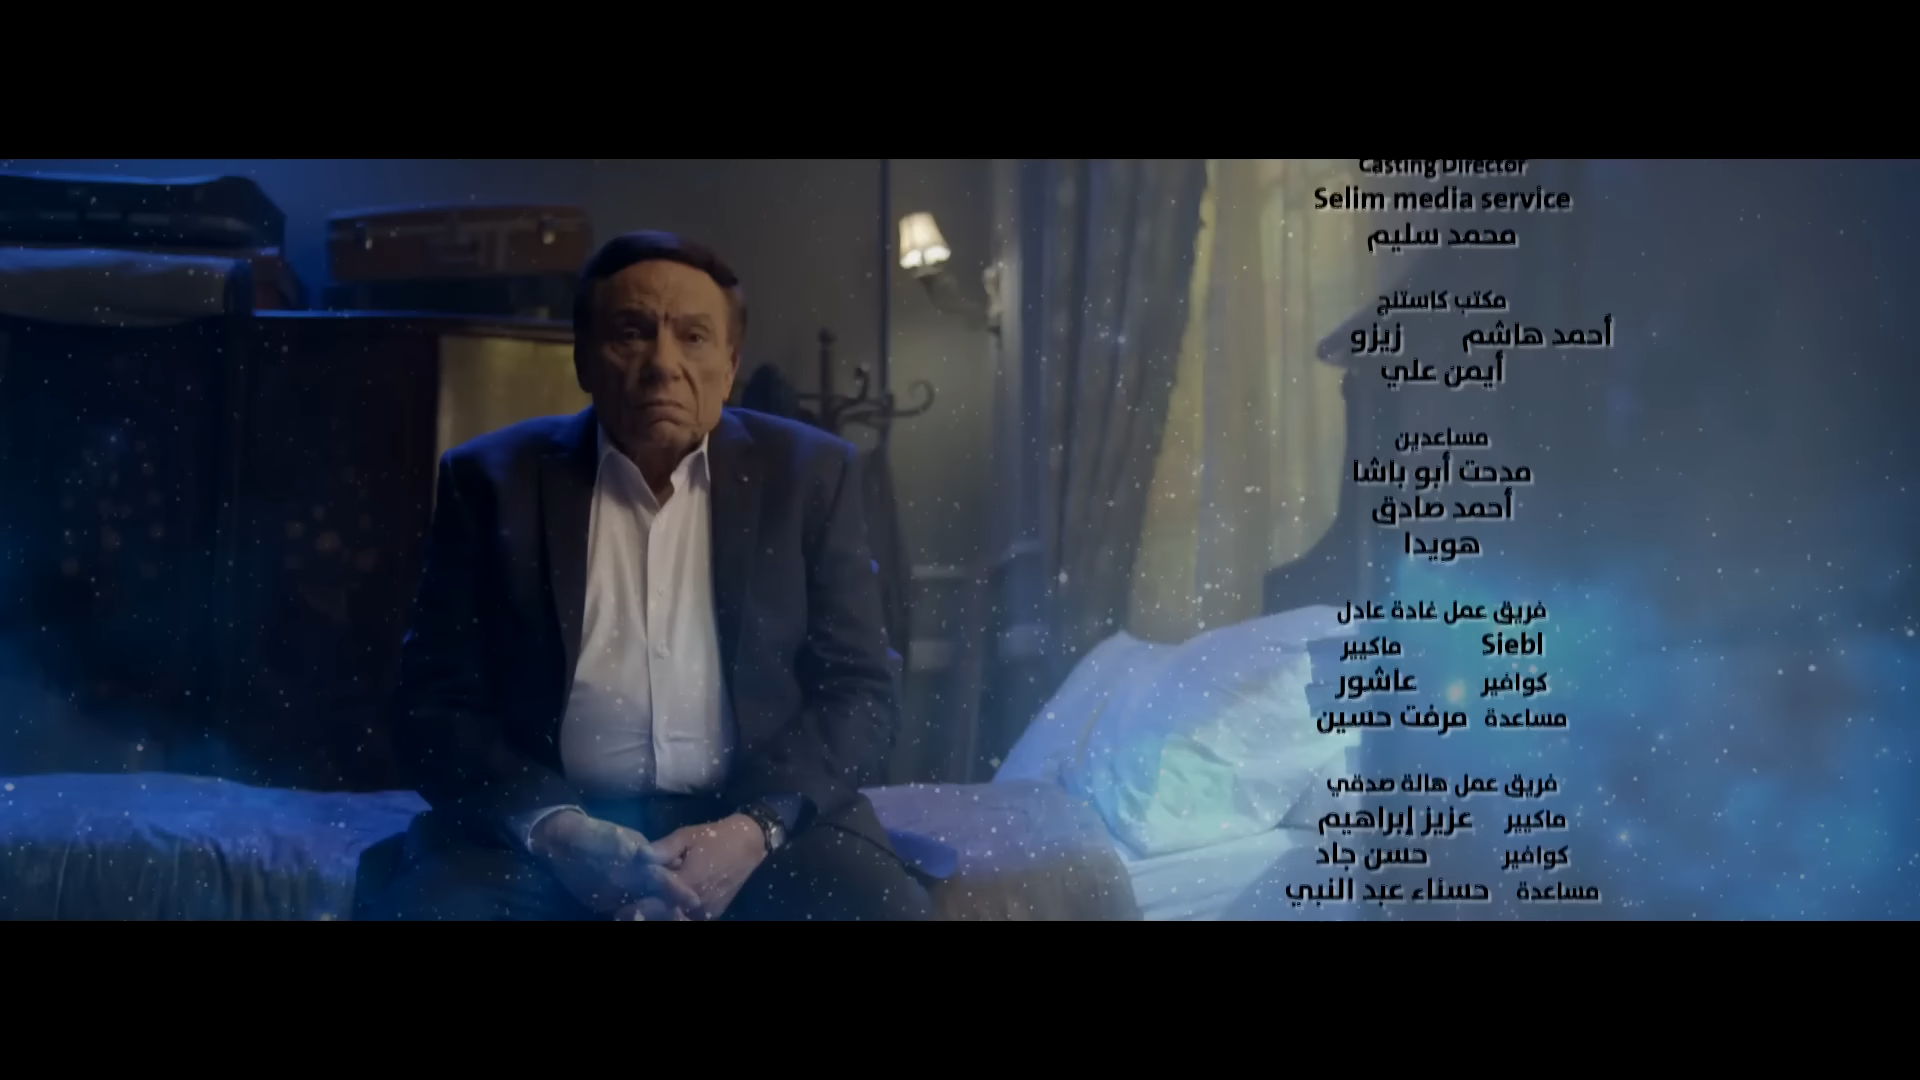 Casting Director
Selim media service
محمد سليم
مكتب كاستنج
أحمد هاشم زيزو
أيمن علي
مساعدين
مدحت أبو باشا
أحمد صادق
هويدا
فريق عمل غادة عادل
Siebl ماكيير
كوافير عاشور
مساعدة مرفت حسين
فريق عمل هالة صدقي
ماكيير عزيز إبراهيم
كوافير حسن جاد
مساعدة حسناء عبد النبي